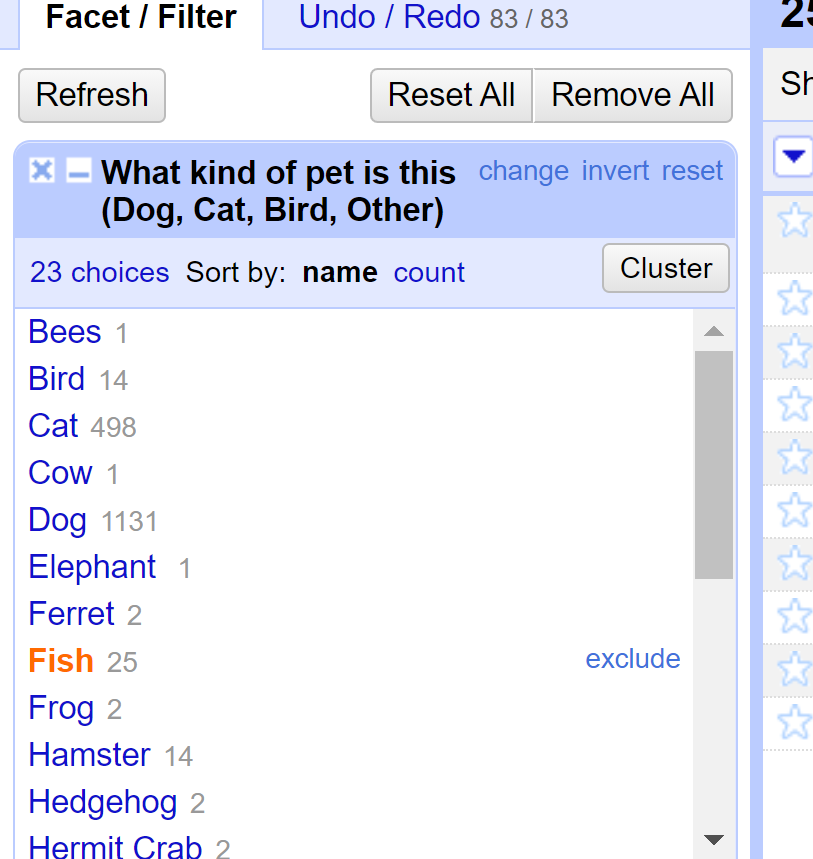 Facet / Filter Undo / Redo 83 / 83
25
Refresh Reset All Remove All
Sh
What kind of pet is this change invert reset
(Dog, Cat, Bird, Other)
23 choices Sort by: name count Cluster
Bees 1
Bird 14
Cat 498
Cow 1
Dog 1131
Elephant 1
Ferret 2
Fish 25 exclude
Frog 2
Hamster 14
Hedgehog 2
Hermit Crab 2